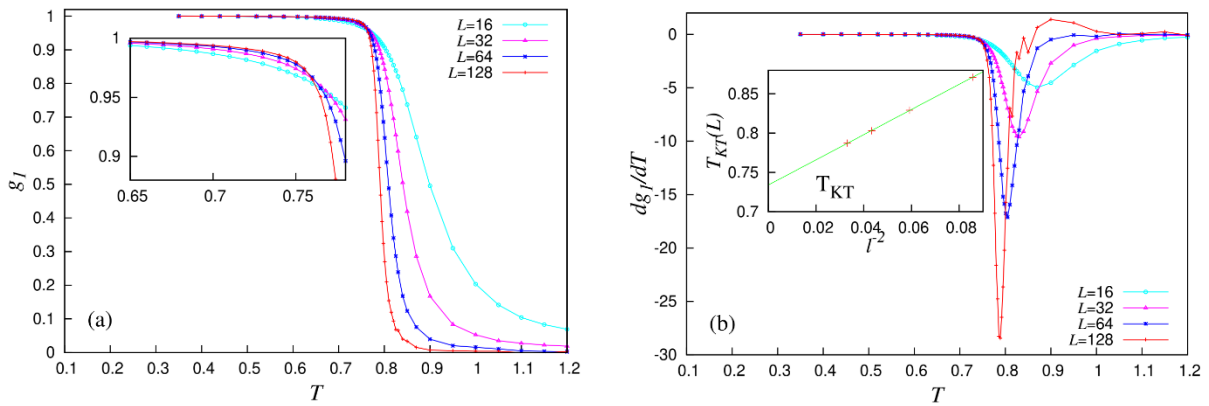 1
0.9
0.8
0.7
0.6
0.5
0.4
0.3
0.2
0.1
0
g1
1
0.95
0.9
0.65 0.7 0.75
L=16
L=32
L=64
L=128
(a)
0 0.1 0.2 0.3 0.4 0.5 0.6 0.7 0.8 0.9 1 1.1 1.2
T
0
-5
-10
-15
-20
-25
-30
dg1/dT
0.85
0.8
0.75
0.7
TKT(L)
TKT
0 0.02 0.04 0.06 0.08
l-2
L=16
L=32
L=64
L=128
(b)
0.3 0.4 0.5 0.6 0.7 0.8 0.9 1 1.1 1.2
T